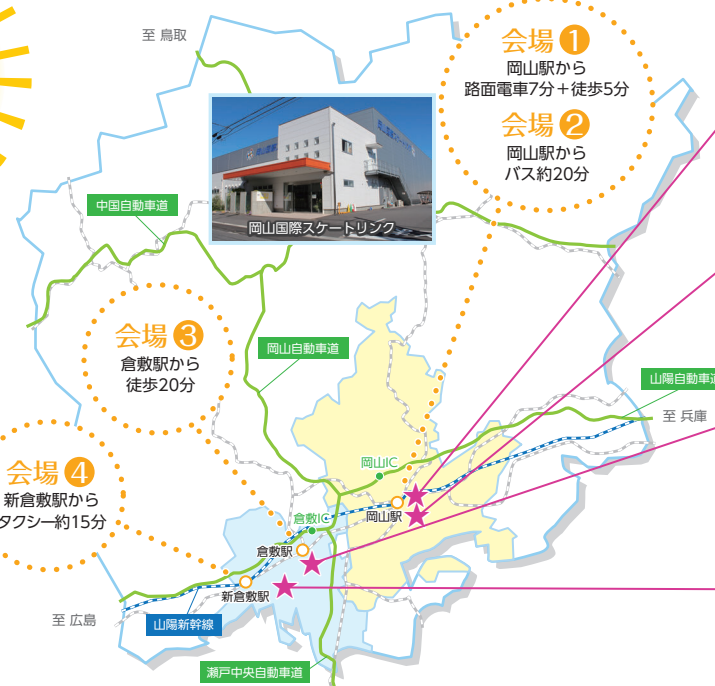 至 鳥取
会場 ❶
岡山駅から
路面電車7分＋徒歩5分
会場 ❷
岡山駅から
バス約20分
岡山国際スケートリンク
中国自動車道
会場 ❸
倉敷駅から
徒歩20分
岡山自動車道
山陽自動車道
至 兵庫
会場 ❹
新倉敷駅から
タクシー約15分
岡山IC
岡山駅
倉敷IC
倉敷駅
新倉敷駅
至 広島
山陽新幹線
瀬戸中央自動車道